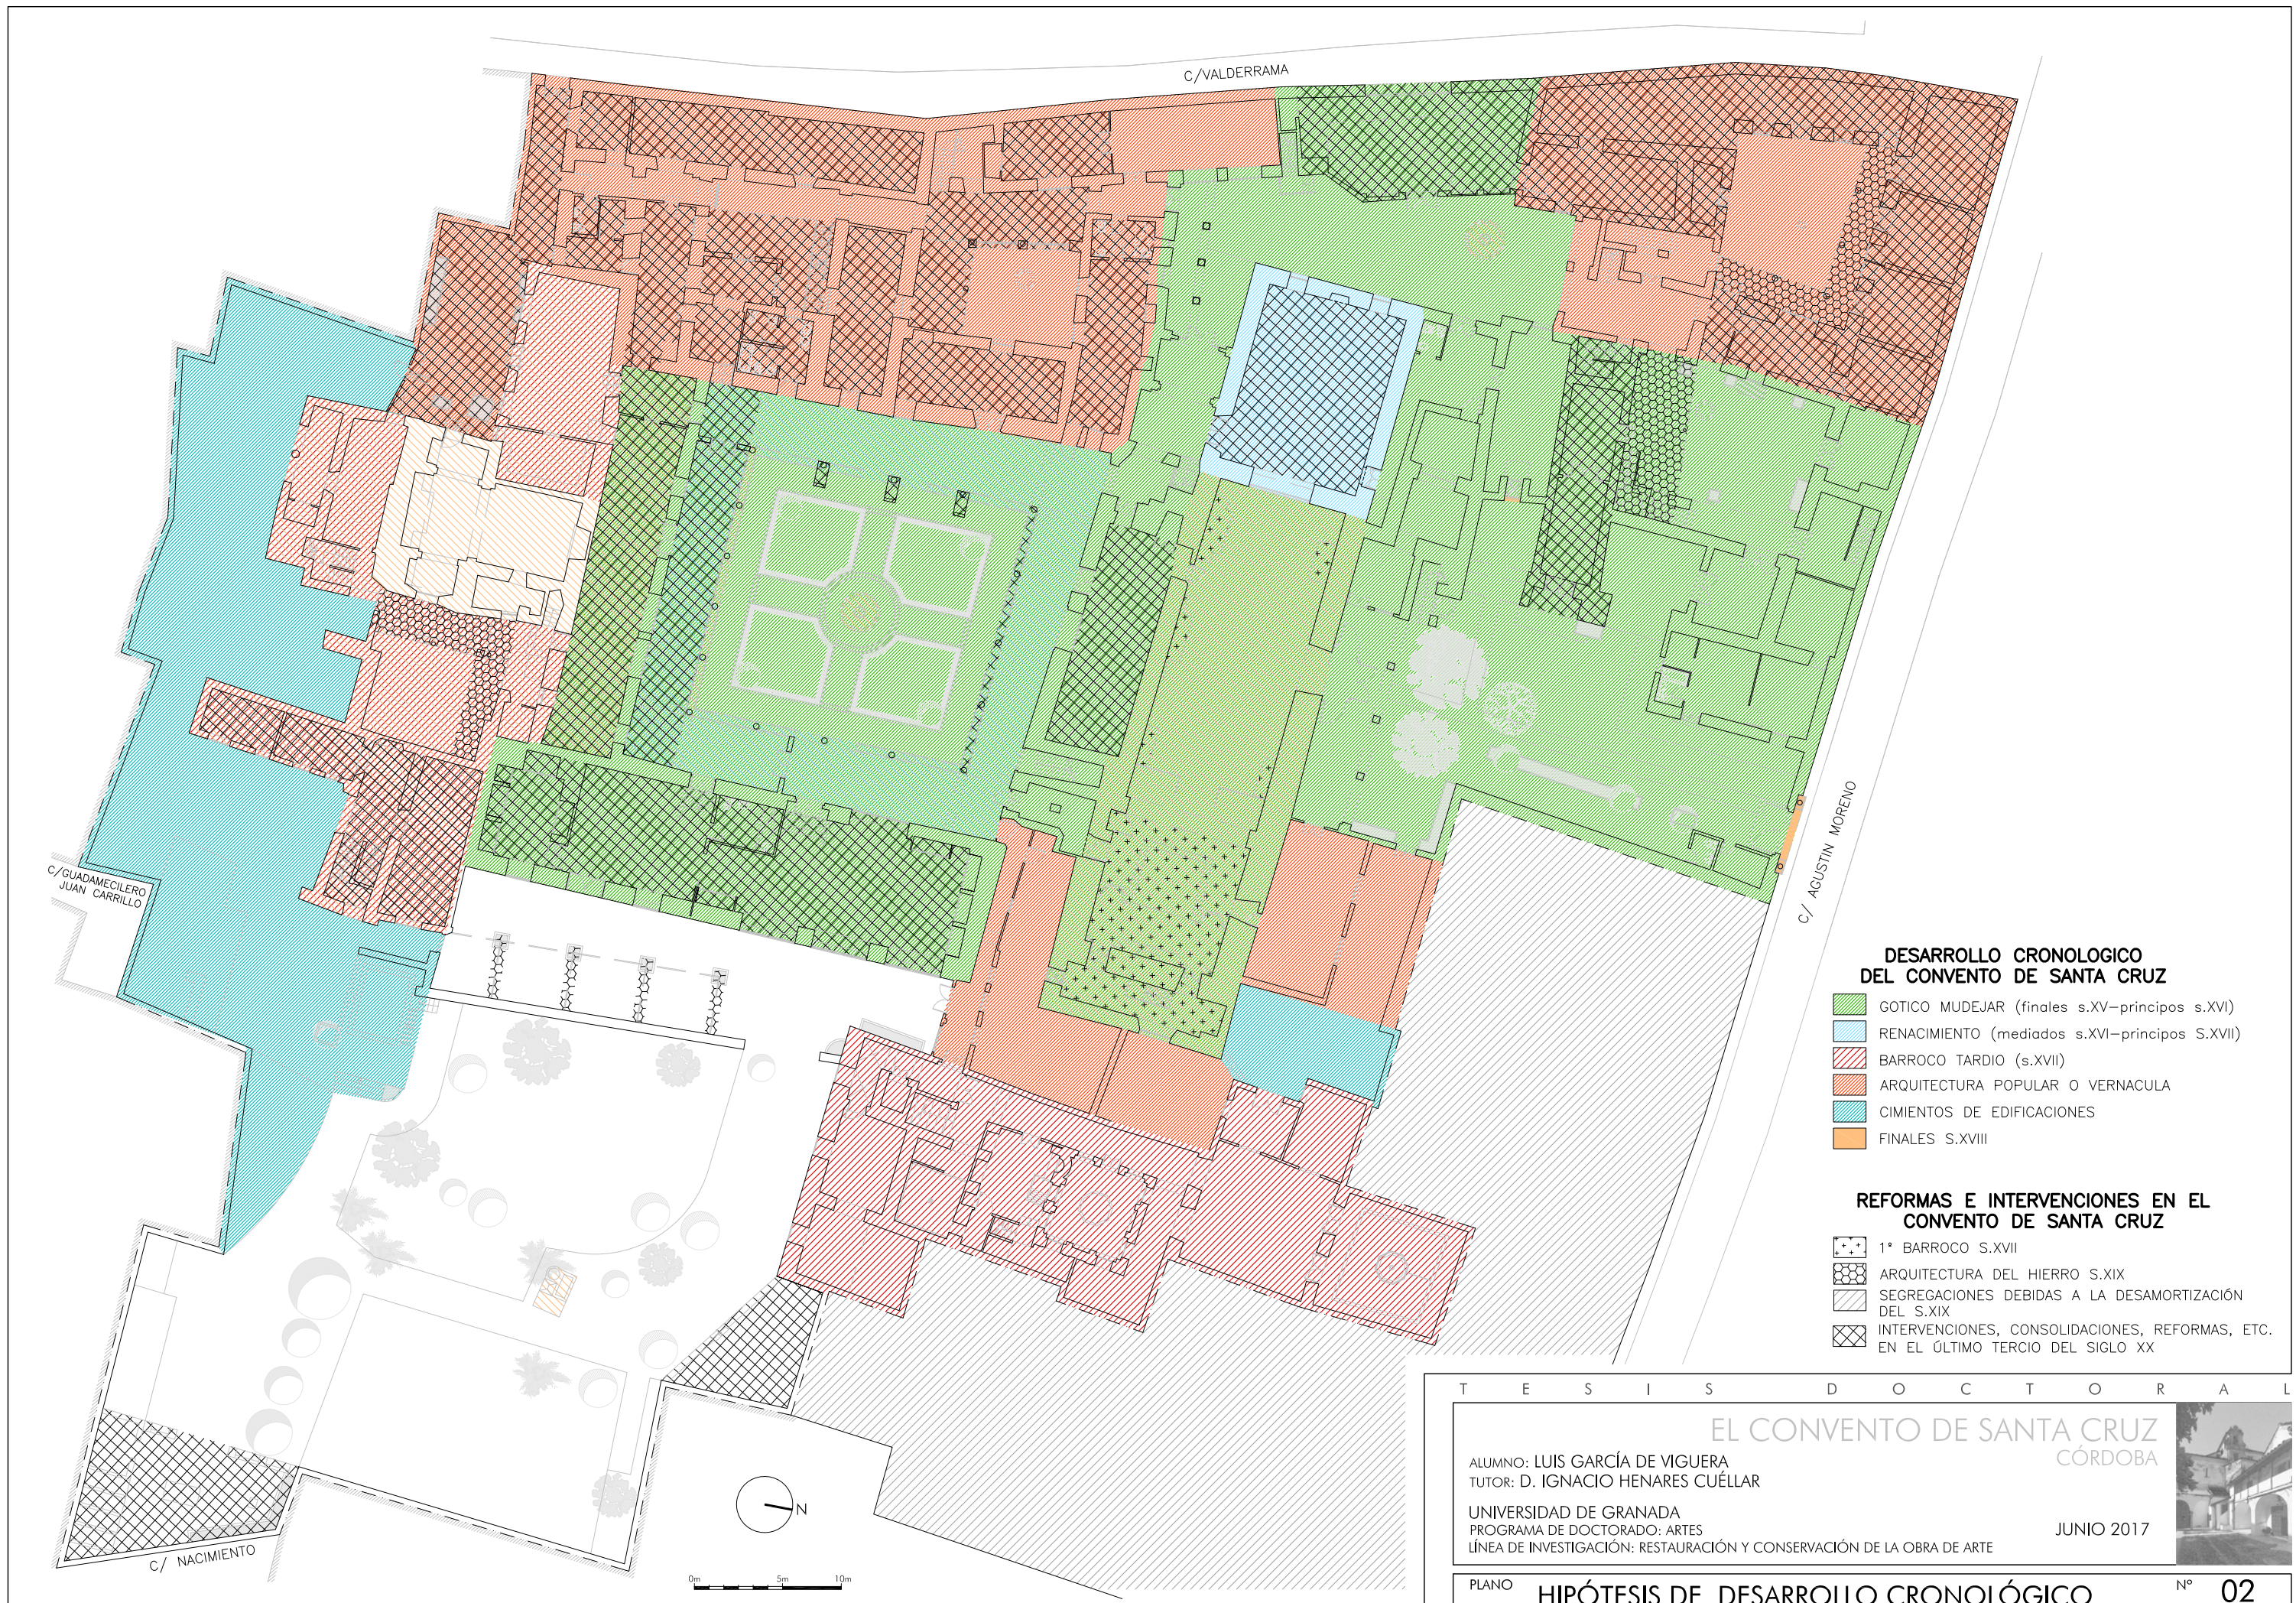 C/VALDERRAMA
C/GUADAMECILERO
JUAN CARRILLO
C/ AGUSTIN MORENO
DESARROLLO CRONOLOGICO
DEL CONVENTO DE SANTA CRUZ
GOTICO MUDEJAR (finales s.XV–principos s.XVI)
RENACIMIENTO (mediados s.XVI–principos S.XVII)
BARROCO TARDIO (s.XVII)
ARQUITECTURA POPULAR O VERNACULA
CIMIENTOS DE EDIFICACIONES
FINALES S.XVIII
REFORMAS E INTERVENCIONES EN EL
CONVENTO DE SANTA CRUZ
1º BARROCO S.XVII
ARQUITECTURA DEL HIERRO S.XIX
SEGREGACIONES DEBIDAS A LA DESAMORTIZACIÓN
DEL S.XIX
INTERVENCIONES, CONSOLIDACIONES, REFORMAS, ETC.
EN EL ÚLTIMO TERCIO DEL SIGLO XX
C/ NACIMIENTO
N
0m 5m 10m
TESIS DOCTORAL
EL CONVENTO DE SANTA CRUZ
CÓRDOBA
ALUMNO: LUIS GARCÍA DE VIGUERA
TUTOR: D. IGNACIO HENARES CUÉLLAR
UNIVERSIDAD DE GRANADA
PROGRAMA DE DOCTORADO: ARTES
JUNIO 2017
LÍNEA DE INVESTIGACIÓN: RESTAURACIÓN Y CONSERVACIÓN DE LA OBRA DE ARTE
PLANO HIPÓTESIS DE DESARROLLO CRONOLÓGICO Nº 02